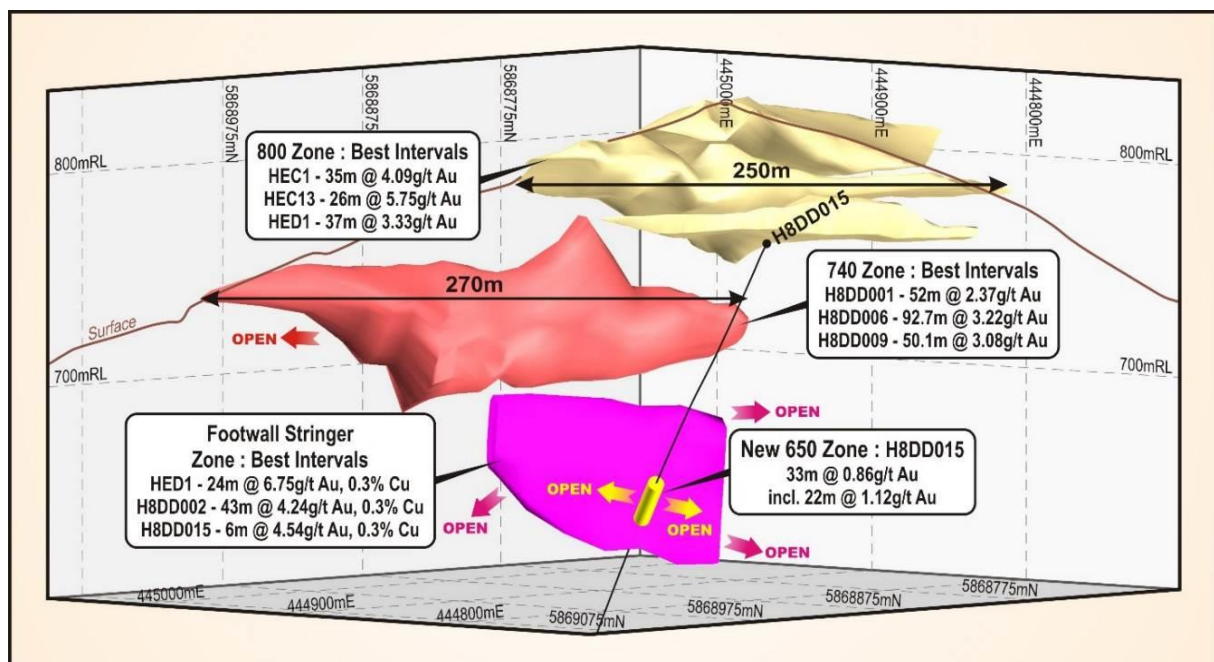 5868975mN
5868875
5868775mN
445000mE
444900mE
444800mE
800mRL
800mRL
800 Zone : Best Intervals
HEC1 - 35m @ 4.09g/t Au
HEC13 - 26m @ 5.75g/t Au
HED1 - 37m @ 3.33g/t Au
250m
H8DD015
740 Zone : Best Intervals
H8DD001 - 52m @ 2.37g/t Au
H8DD006 - 92.7m @ 3.22g/t Au
H8DD009 - 50.1m @ 3.08g/t Au
270m
Surface
OPEN
700mRL
700mRL
OPEN
Footwall Stringer
Zone : Best Intervals
HED1 - 24m @ 6.75g/t Au, 0.3% Cu
H8DD002 - 43m @ 4.24g/t Au, 0.3% Cu
H8DD015 - 6m @ 4.54g/t Au, 0.3% Cu
New 650 Zone : H8DD015
33m @ 0.86g/t Au
incl. 22m @ 1.12g/t Au
OPEN
OPEN
OPEN
OPEN
445000mE
444900mE
444800mE
5869075mN
5868975mN
5868875mN
5868775mN